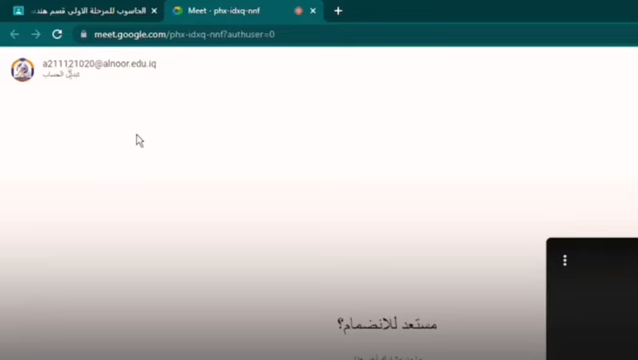 الحاسوب للمرحلة الاولى قسم هند..
Meet - phx-idxq-nnf
meet.google.com/phx-idxq-nnf?authuser=0
a211121020@alnoor.edu.iq
تبديل الحساب
مستعد للانضمام؟